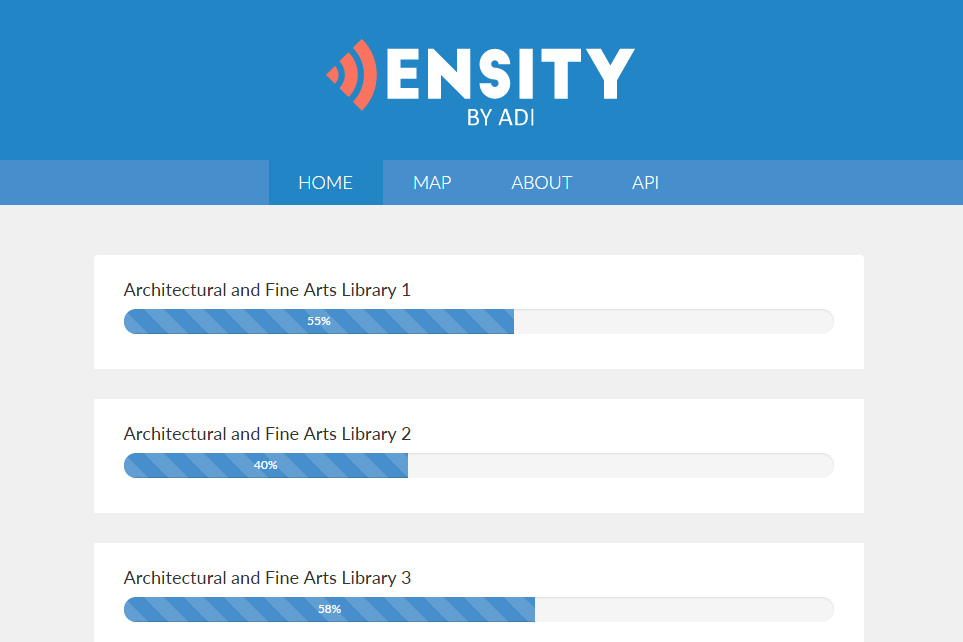 ENSITY
BY ADI
HOME MAP ABOUT API
Architectural and Fine Arts Library 1
55%
Architectural and Fine Arts Library 2
40%
Architectural and Fine Arts Library 3
58%